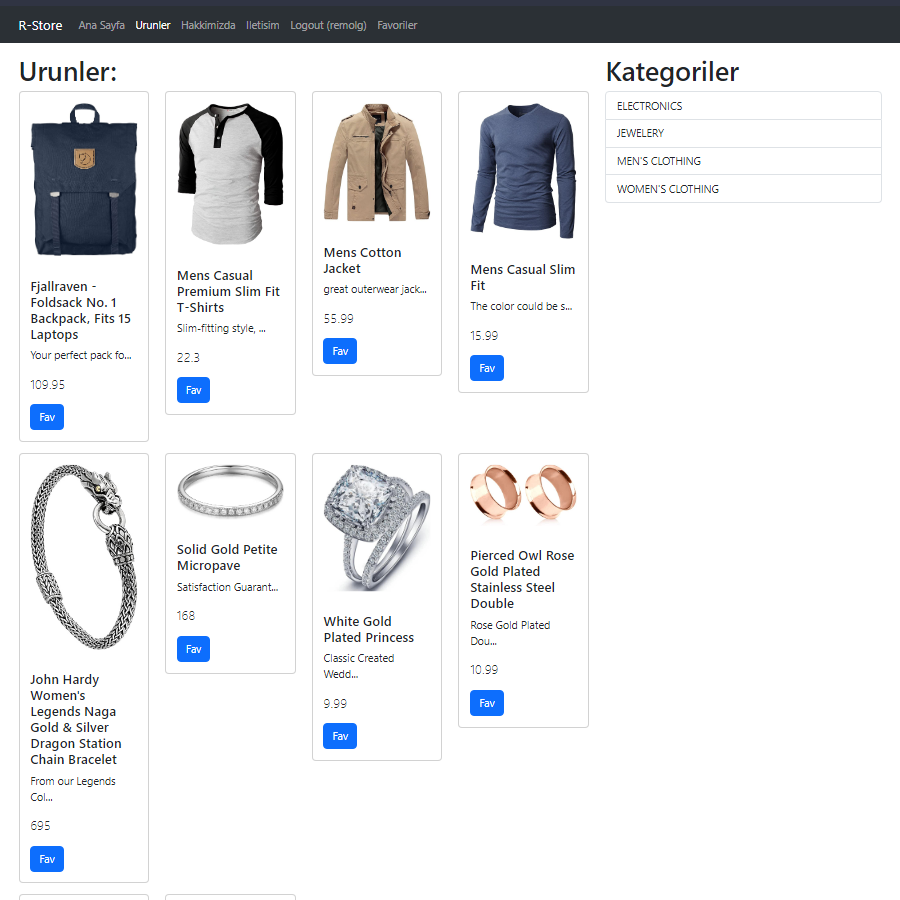 R-Store Ana Sayfa Urunler Hakkimizda Iletisim Logout (remolg) Favoriler
Urunler:
Fjallraven -
Foldsack No. 1
Backpack, Fits 15
Laptops
Your perfect pack fo...
109.95
Fav
Mens Casual
Premium Slim Fit
T-Shirts
Slim-fitting style, ...
22.3
Fav
Mens Cotton
Jacket
great outerwear jack...
55.99
Fav
Mens Casual Slim
Fit
The color could be s...
15.99
Fav
John Hardy
Women's
Legends Naga
Gold & Silver
Dragon Station
Chain Bracelet
From our Legends
Col...
695
Fav
Solid Gold Petite
Micropave
Satisfaction Guarant...
168
Fav
White Gold
Plated Princess
Classic Created
Wedd...
9.99
Fav
Pierced Owl Rose
Gold Plated
Stainless Steel
Double
Rose Gold Plated
Dou...
10.99
Fav
Kategoriler
ELECTRONICS
JEWELERY
MEN'S CLOTHING
WOMEN'S CLOTHING